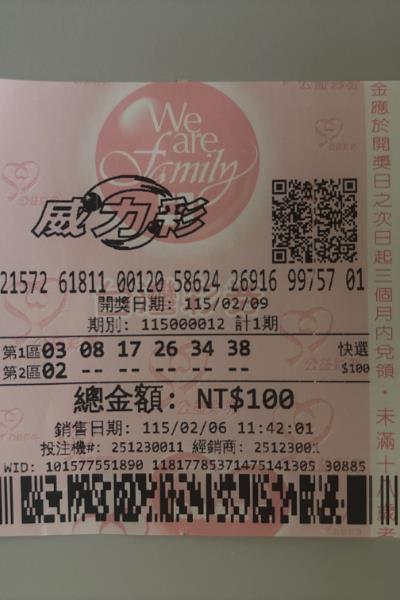 We
are
Family
威力彩
21572 61811 00120 58624 26916 99757 01
開獎日期: 115/02/09
期別: 115000012 計1期
第1區03 08 17 26 34 38 快選
第2區02 -- -- -- -- -- $100
總金額: NT$100
銷售日期: 115/02/06 11:42:01
投注機#: 251230011 經銷商: 25123001
WID: 101577551890 11817785371475141305 30885
金應於開獎日之次日起三個月內兌領・未滿十八歲者